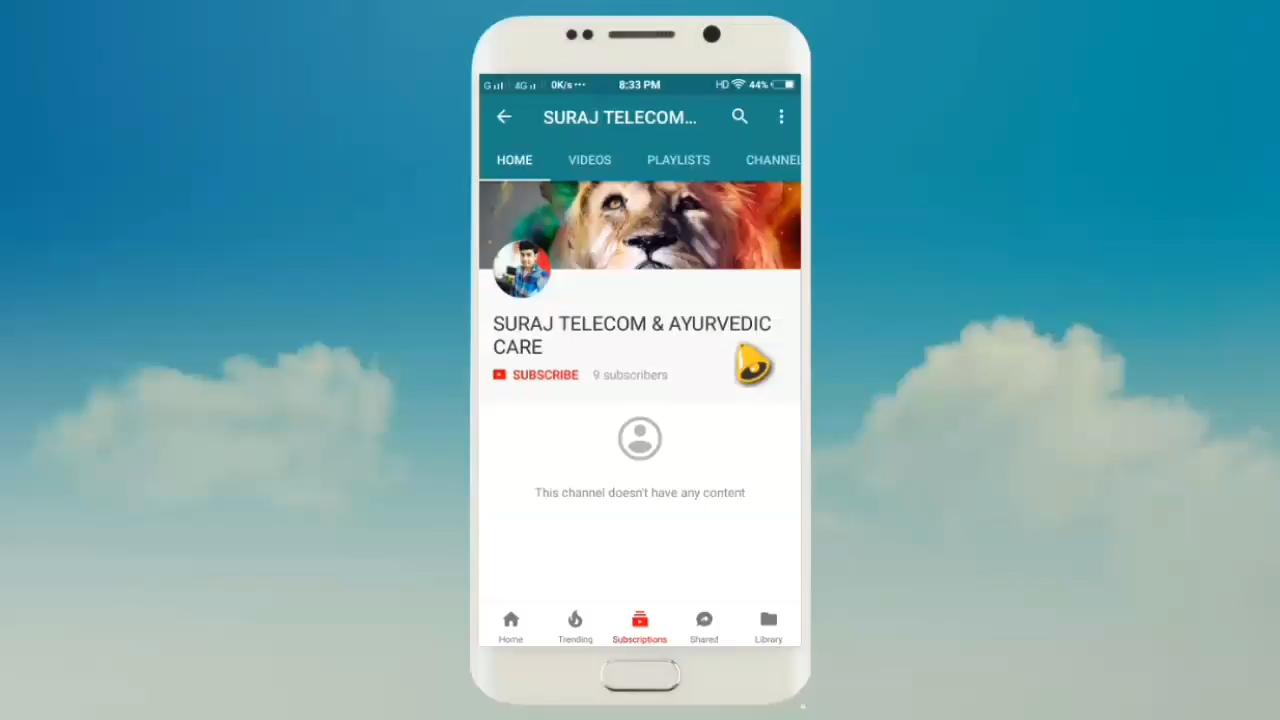 G 4G 0K/s ··· 8:33 PM HD 44%
SURAJ TELECOM...
HOME VIDEOS PLAYLISTS CHANNEL
SURAJ TELECOM & AYURVEDIC
CARE
SUBSCRIBE 9 subscribers
This channel doesn't have any content
Home Trending Subscriptions Shared Library